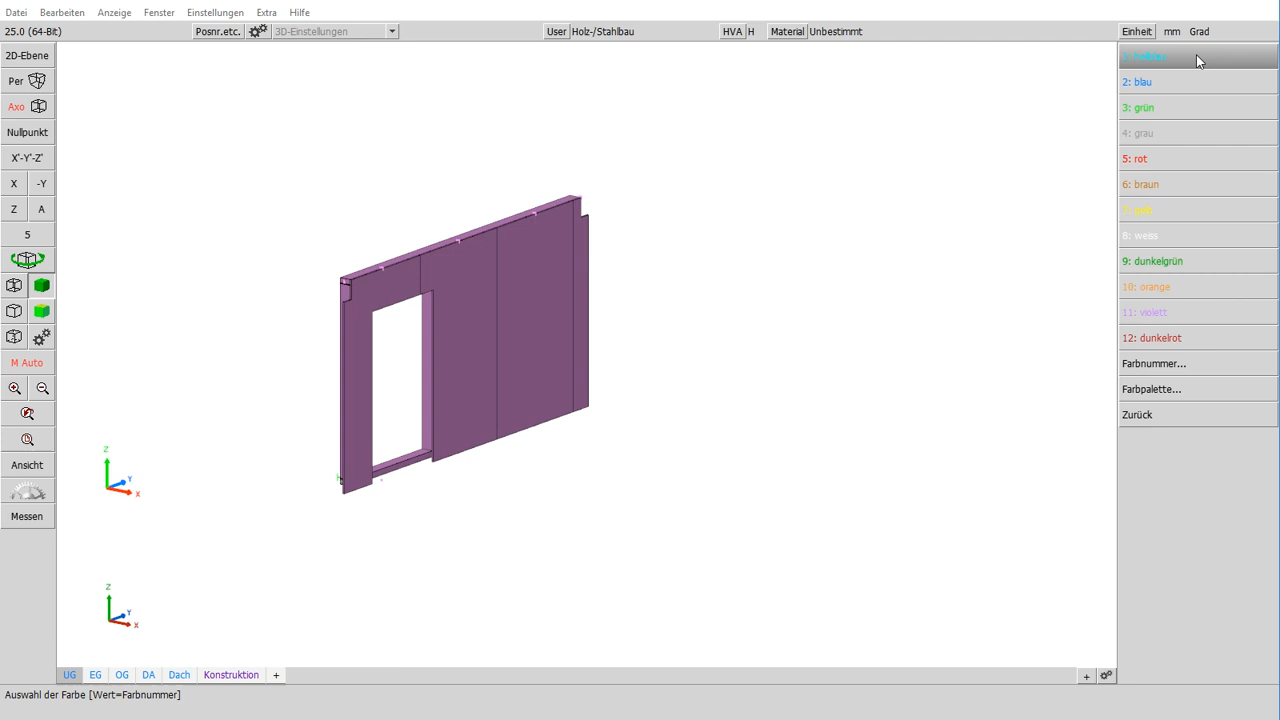 Datei Bearbeiten Anzeige Fenster Einstellungen Extra Hilfe
25.0 (64-Bit) Posnr.etc. 3D-Einstellungen User Holz-/Stahlbau HVA H Material Unbestimmt Einheit mm Grad
2D-Ebene
Per
Axo
Nullpunkt
X'-Y'-Z'
X -Y
Z A
5
M Auto
Ansicht
Messen
Z
Y
X
Z
Y
X
1: hellblau
2: blau
3: grün
4: grau
5: rot
6: braun
7: gelb
8: weiss
9: dunkelgrün
10: orange
11: violett
12: dunkelrot
Farbnummer...
Farbpalette...
Zurück
UG EG OG DA Dach Konstruktion + +
Auswahl der Farbe [Wert=Farbnummer]